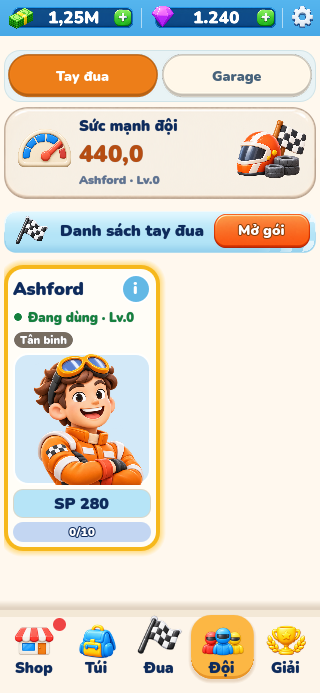 1,25M
1.240
Tay đua
Garage
Sức mạnh đội
440,0
Ashford · Lv.0
Danh sách tay đua
Mở gói
Ashford
i
Đang dùng · Lv.0
Tân binh
SP 280
0/10
Shop
Túi
Đua
Đội
Giải